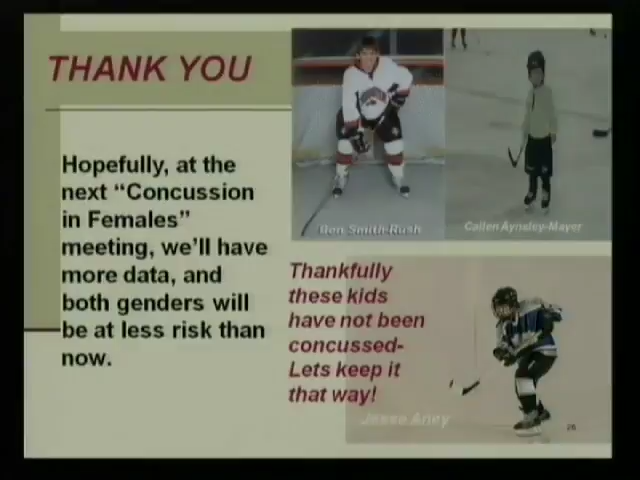 THANK YOU
Hopefully, at the
next “Concussion
in Females”
meeting, we’ll have
more data, and
both genders will
be at less risk than
now.
Ben Smith-Rush
Callen Aynsley-Mayer
Thankfully
these kids
have not been
concussed-
Lets keep it
that way!
Jesse Arley
26